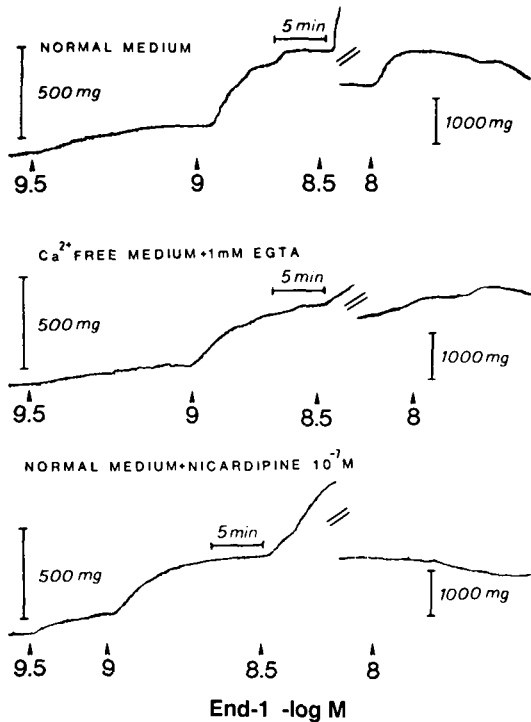 5 min
NORMAL MEDIUM
500 mg
1000 mg
9.5 9 8.5 8
Ca2+ FREE MEDIUM + 1mM EGTA
5 min
500 mg
1000 mg
9.5 9 8.5 8
NORMAL MEDIUM + NICARDIPINE 10-7M
5 min
500 mg
1000 mg
9.5 9 8.5 8
End-1 -log M